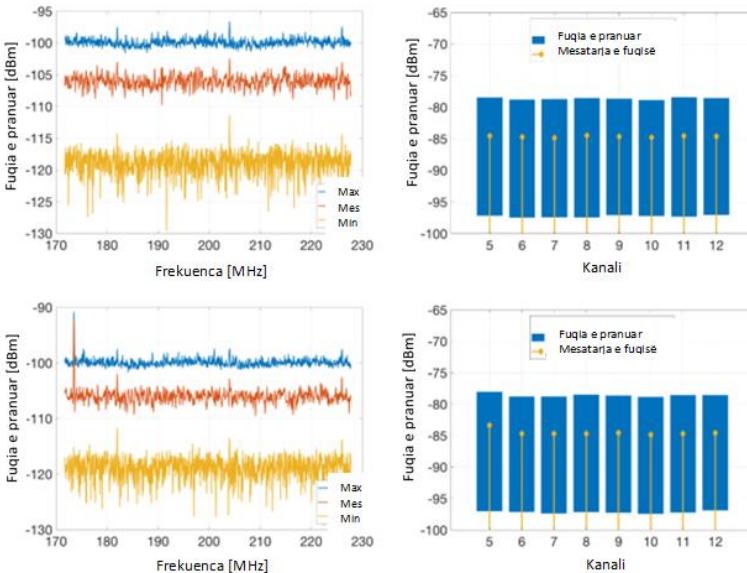 Fuqia e pranuar [dBm]
-95
-100
-105
-110
-115
-120
-125
-130
170 180 190 200 210 220 230
Max
Mes
Min
Frekuenca [MHz]
Fuqia e pranuar [dBm]
-65
-70
-75
-80
-85
-90
-95
-100
Fuqia e pranuar
Mesatarja e fuqisë
5 6 7 8 9 10 11 12
Kanali
Fuqia e pranuar [dBm]
-90
-100
-110
-120
-130
170 180 190 200 210 220 230
Max
Mes
Min
Frekuenca [MHz]
Fuqia e pranuar [dBm]
-65
-70
-75
-80
-85
-90
-95
-100
Fuqia e pranuar
Mesatarja e fuqisë
5 6 7 8 9 10 11 12
Kanali